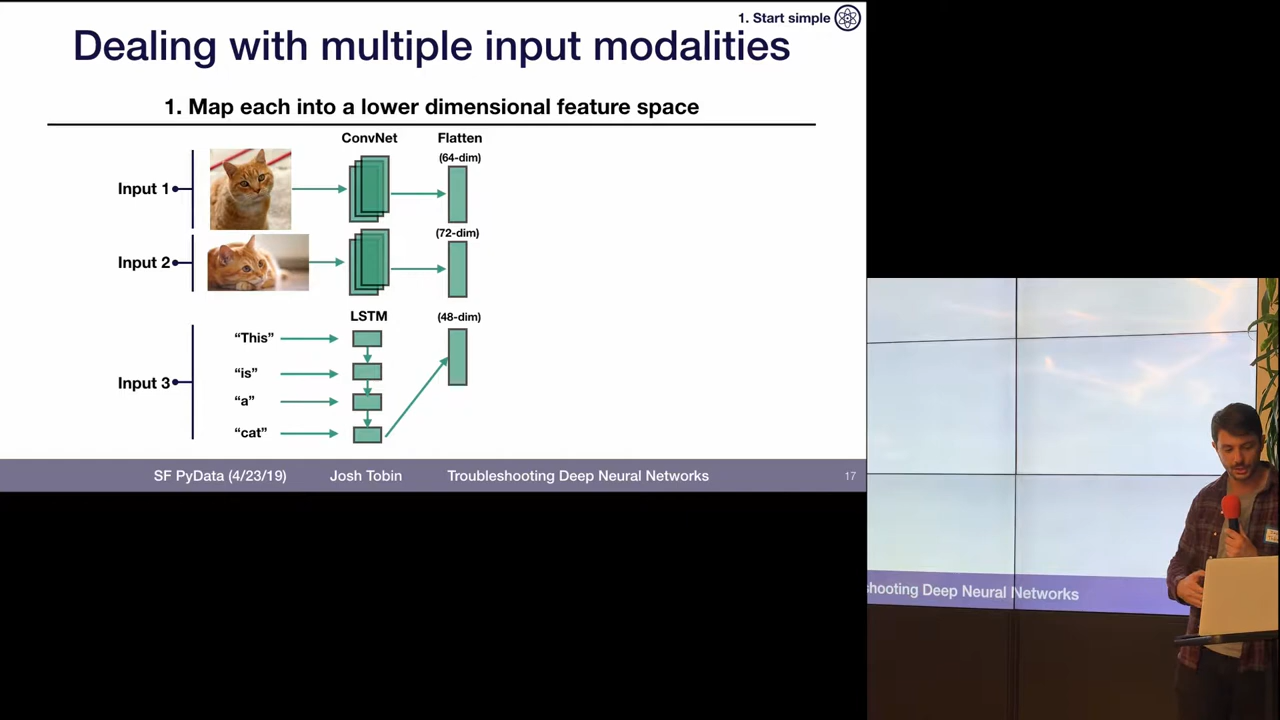 1. Start simple
Dealing with multiple input modalities
1. Map each into a lower dimensional feature space
ConvNet
Flatten
(64-dim)
Input 1
(72-dim)
Input 2
LSTM
(48-dim)
“This”
“is”
Input 3
“a”
“cat”
SF PyData (4/23/19)
Josh Tobin
Troubleshooting Deep Neural Networks
17
shooting Deep Neural Networks